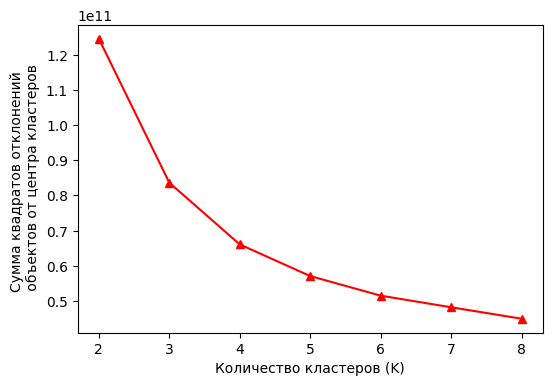 1e11
1.2
1.1
1.0
0.9
0.8
0.7
0.6
0.5
Сумма квадратов отклонений
объектов от центра кластеров
2 3 4 5 6 7 8
Количество кластеров (K)